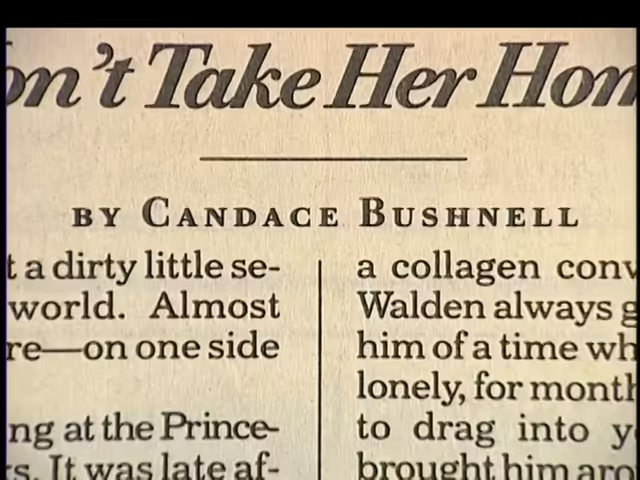 on't Take Her Hom
BY CANDACE BUSHNELL
t a dirty little se-
world. Almost
re—on one side
ng at the Prince-
s. It was late af-
a collagen conv
Walden always g
him of a time wh
lonely, for month
to drag into y
brought him aro